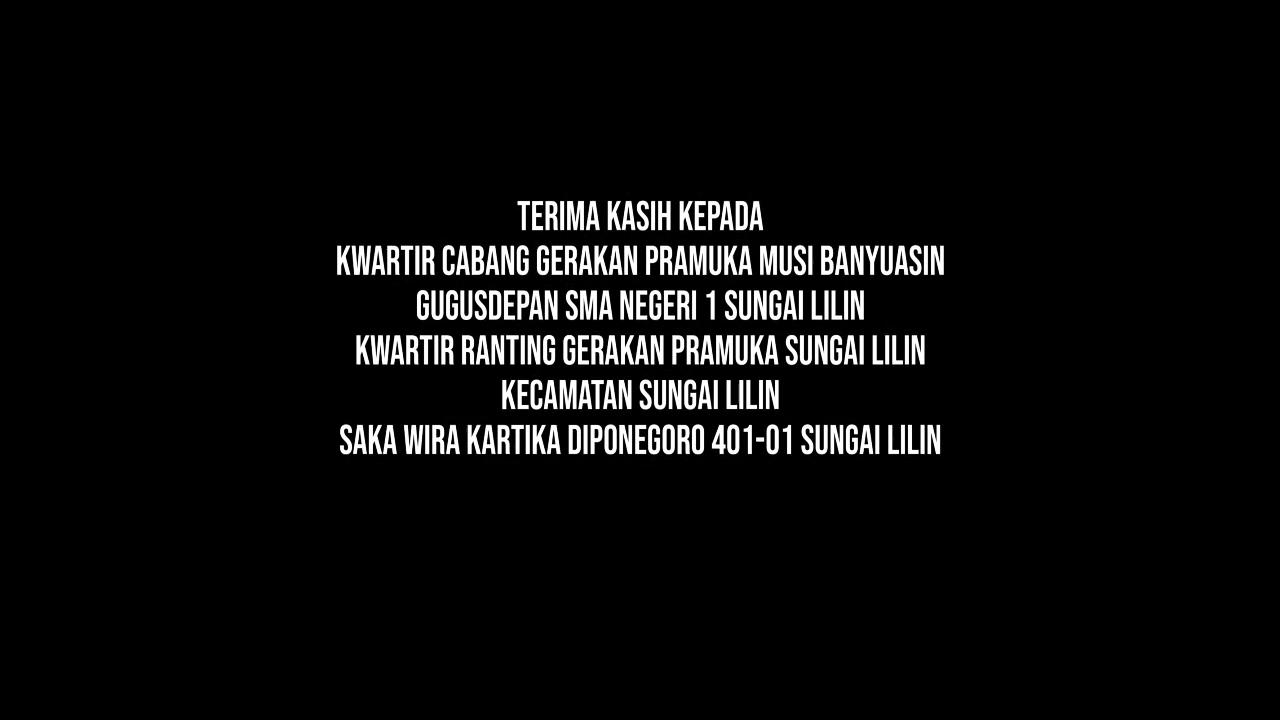 TERIMA KASIH KEPADA
KWARTIR CABANG GERAKAN PRAMUKA MUSI BANYUASIN
GUGUSDEPAN SMA NEGERI 1 SUNGAI LILIN
KWARTIR RANTING GERAKAN PRAMUKA SUNGAI LILIN
KECAMATAN SUNGAI LILIN
SAKA WIRA KARTIKA DIPONEGORO 401-01 SUNGAI LILIN